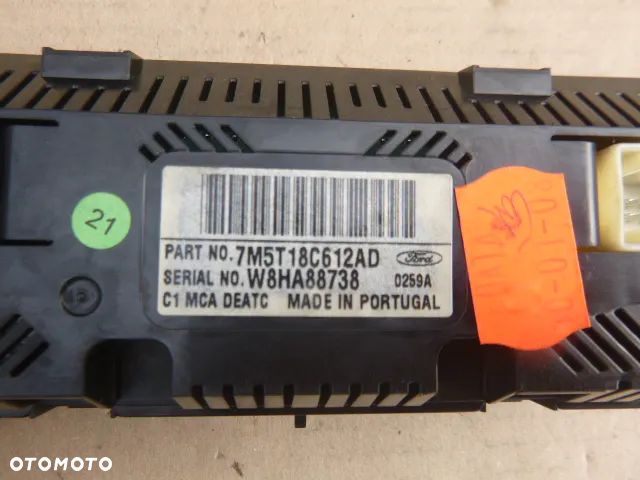 21
PART NO. 7M5T18C612AD
Ford
SERIAL NO. W8HA88738 0259A
C1 MCA DEATC MADE IN PORTUGAL
OTOMOTO